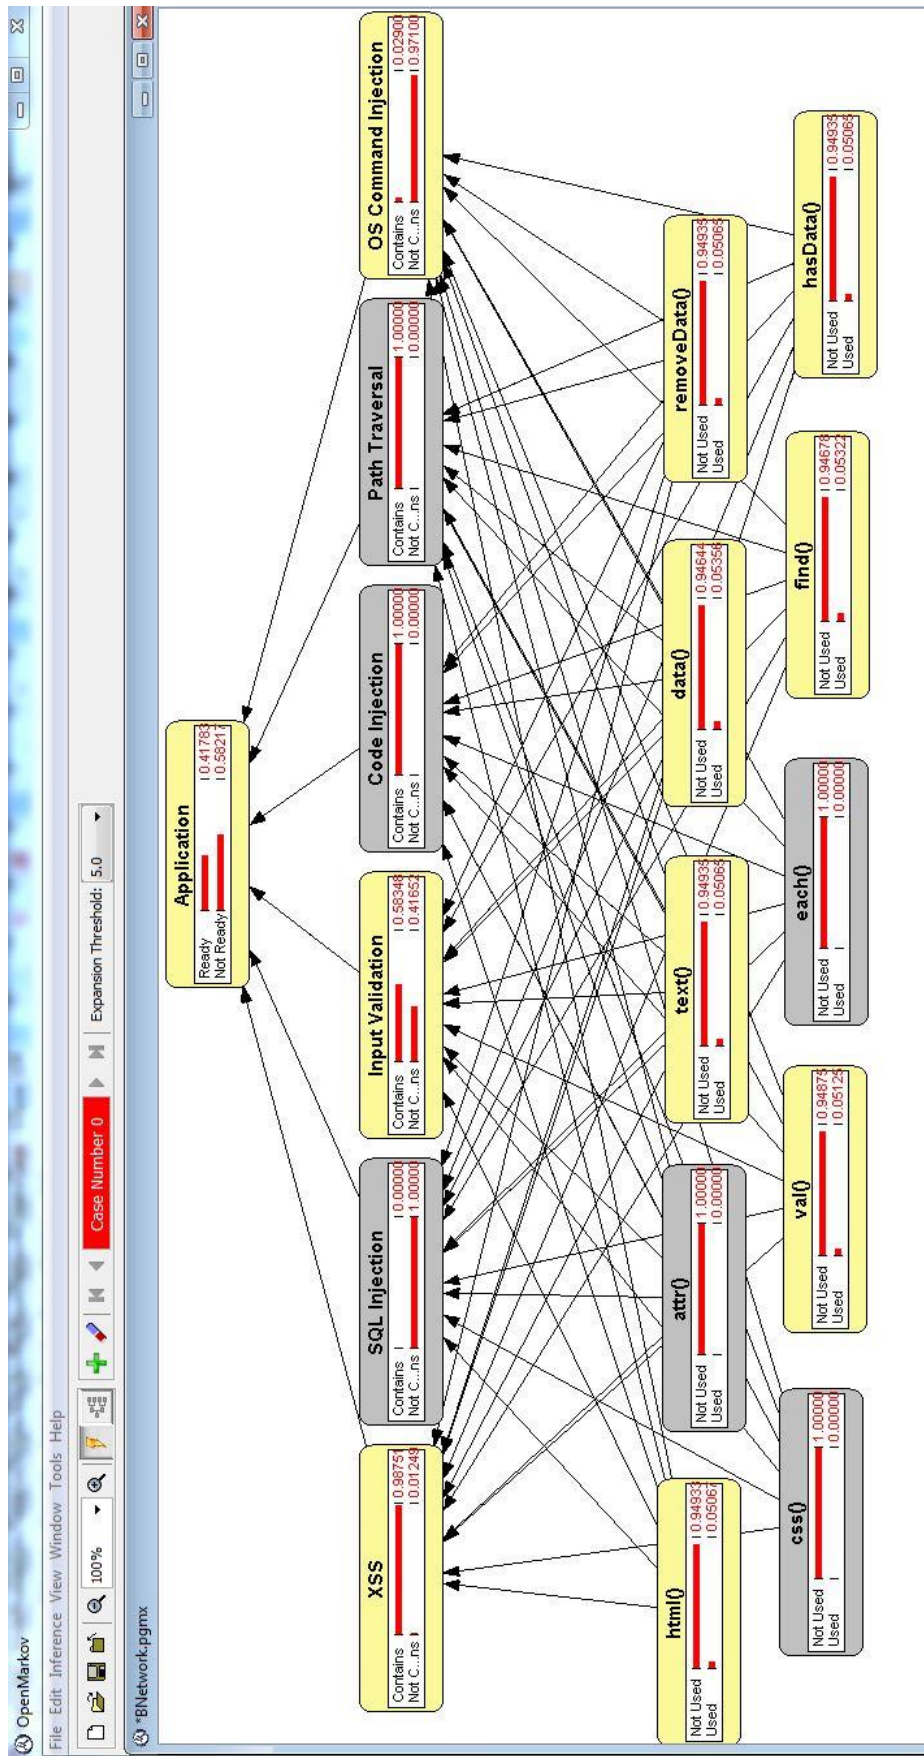 OpenMarkov
File Edit Inference View Window Tools Help
100%
Case Number 0
Expansion Threshold: 5.0
*BNetwork.pgmx
Application
Ready 0.41783
Not Ready 0.58217
XSS
Contains 0.98751
Not C...ns 0.01249
SQL Injection
Contains 0.00000
Not C...ns 1.00000
Input Validation
Contains 0.58348
Not C...ns 0.41652
Code Injection
Contains 1.00000
Not C...ns 0.00000
Path Traversal
Contains 1.00000
Not C...ns 0.00000
OS Command Injection
Contains 0.02900
Not C...ns 0.97100
html()
Not Used 0.94933
Used 0.05067
attr()
Not Used 1.00000
Used 0.00000
text()
Not Used 0.94935
Used 0.05065
data()
Not Used 0.94644
Used 0.05356
removeData()
Not Used 0.94935
Used 0.05065
css()
Not Used 1.00000
Used 0.00000
val()
Not Used 0.94875
Used 0.05125
each()
Not Used 1.00000
Used 0.00000
find()
Not Used 0.94678
Used 0.05322
hasData()
Not Used 0.94935
Used 0.05065